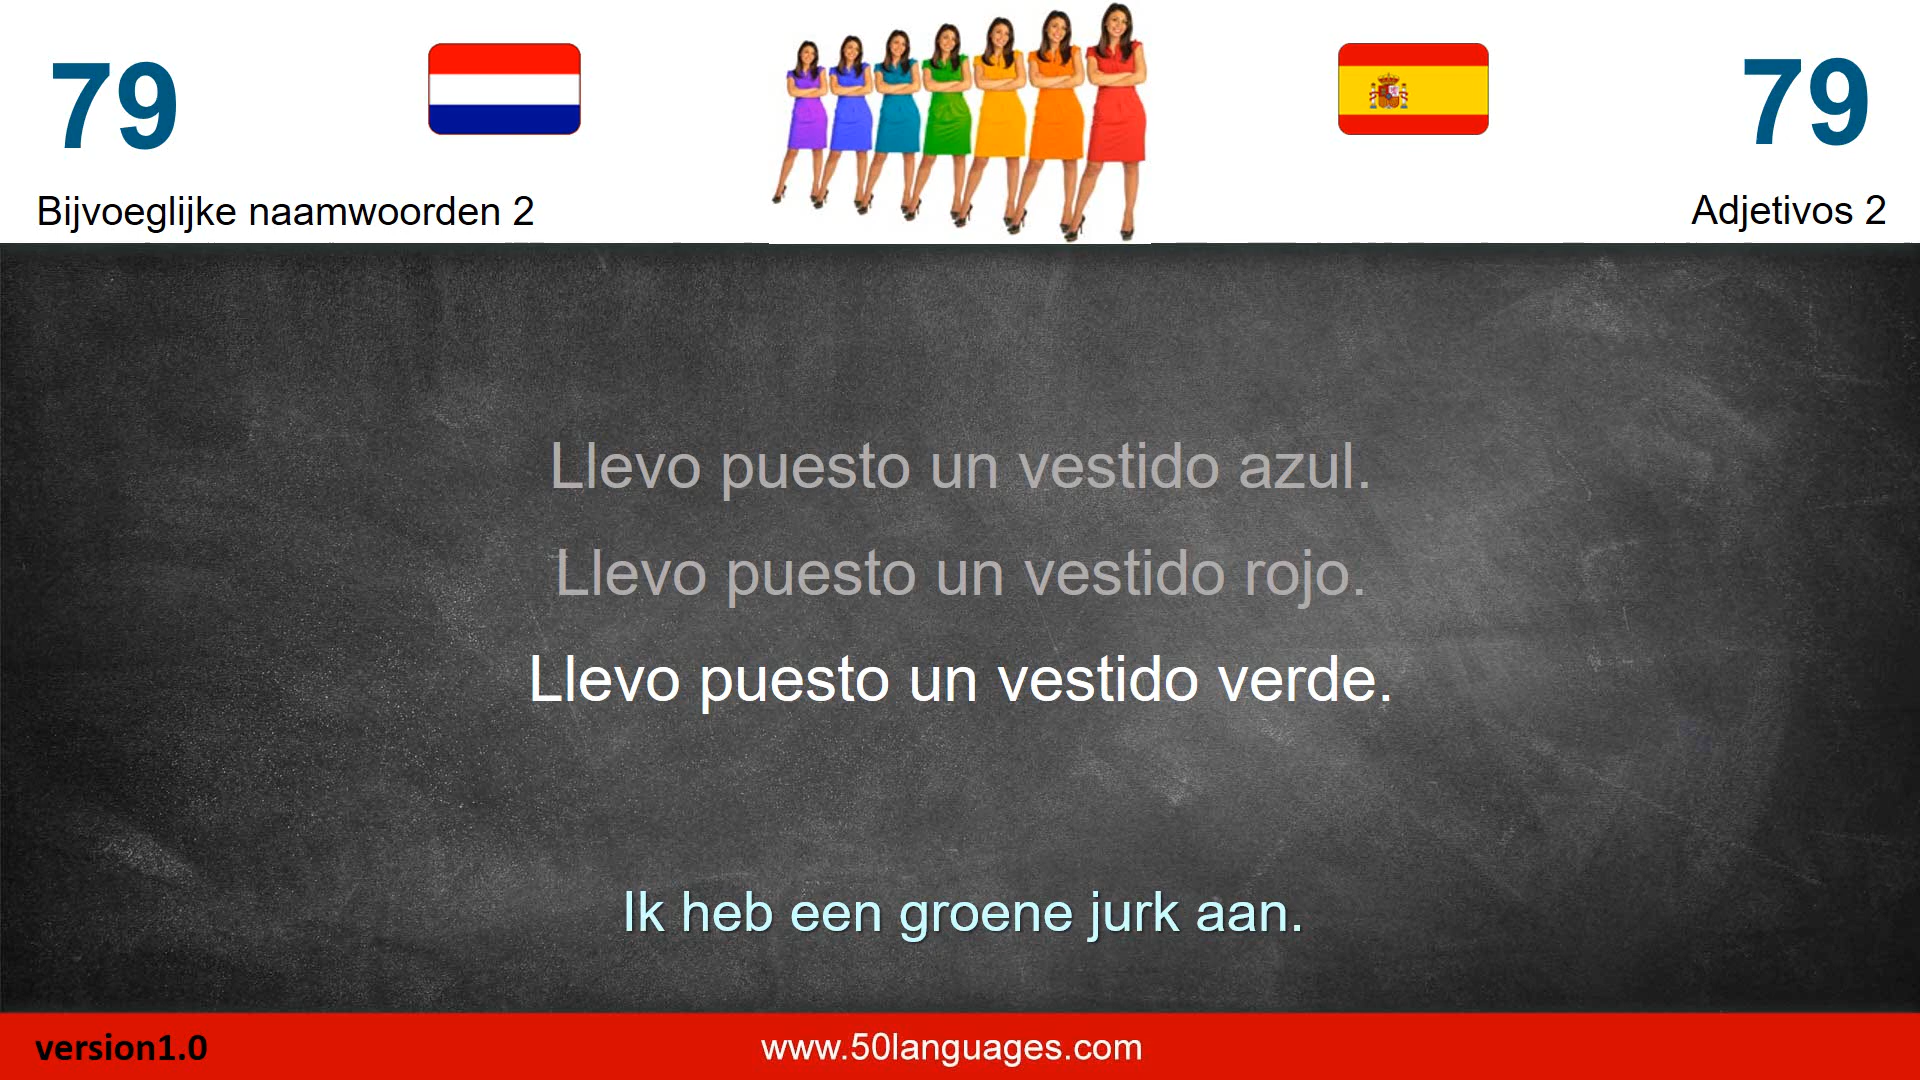 79
79
Bijvoeglijke naamwoorden 2
Adjetivos 2
Llevo puesto un vestido azul.
Llevo puesto un vestido rojo.
Llevo puesto un vestido verde.
Ik heb een groene jurk aan.
version1.0
www.50languages.com